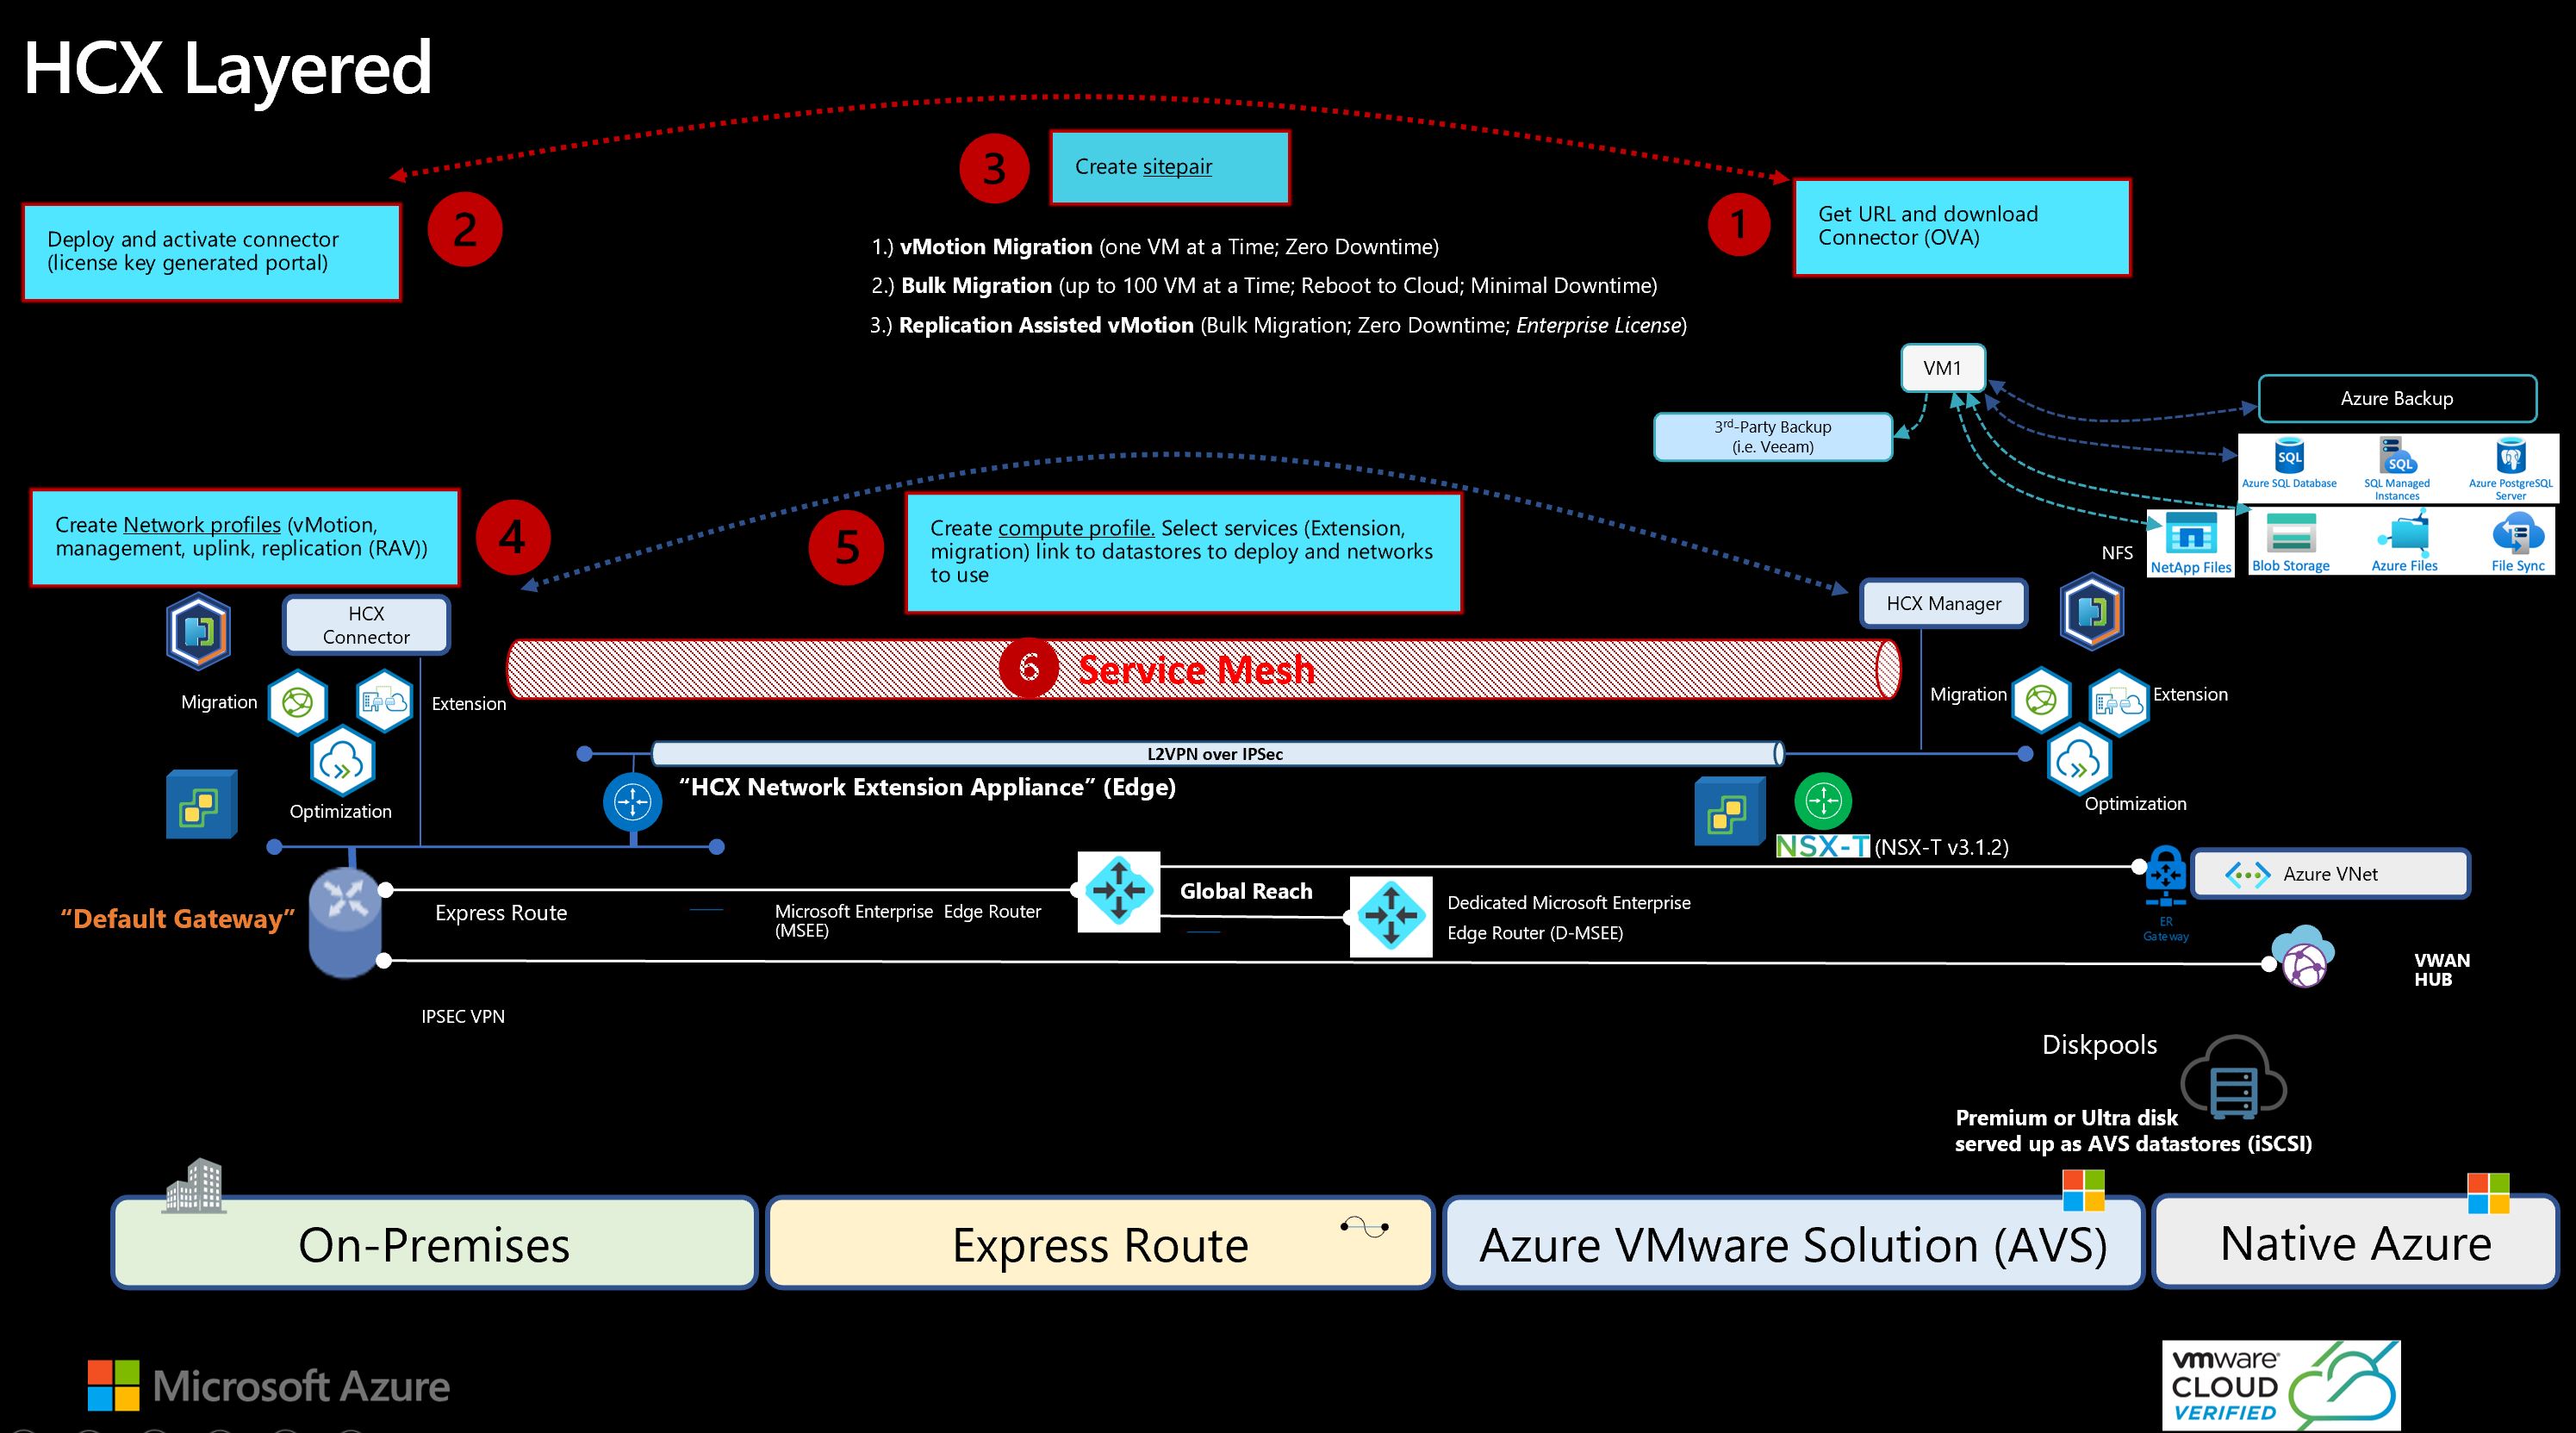 HCX Layered
3
Create sitepair
2
Deploy and activate connector
(license key generated portal)
1
Get URL and download
Connector (OVA)
1.) vMotion Migration (one VM at a Time; Zero Downtime)
2.) Bulk Migration (up to 100 VM at a Time; Reboot to Cloud; Minimal Downtime)
3.) Replication Assisted vMotion (Bulk Migration; Zero Downtime; Enterprise License)
VM1
Azure Backup
3rd-Party Backup
(i.e. Veeam)
SQL
Azure SQL Database
SQL
SQL Managed
Instances
Azure PostgreSQL
Server
NFS
NetApp Files
Blob Storage
Azure Files
File Sync
Create Network profiles (vMotion,
management, uplink, replication (RAV))
4
5
Create compute profile. Select services (Extension,
migration) link to datastores to deploy and networks
to use
HCX
Connector
HCX Manager
6 Service Mesh
Migration
Extension
Optimization
Migration
Extension
Optimization
L2VPN over IPSec
“HCX Network Extension Appliance” (Edge)
NSX-T (NSX-T v3.1.2)
“Default Gateway”
Express Route
Microsoft Enterprise Edge Router
(MSEE)
Global Reach
Dedicated Microsoft Enterprise
Edge Router (D-MSEE)
ER
Gateway
Azure VNet
VWAN
HUB
IPSEC VPN
Diskpools
Premium or Ultra disk
served up as AVS datastores (iSCSI)
On-Premises
Express Route
Azure VMware Solution (AVS)
Native Azure
Microsoft Azure
vmware®
CLOUD
VERIFIED